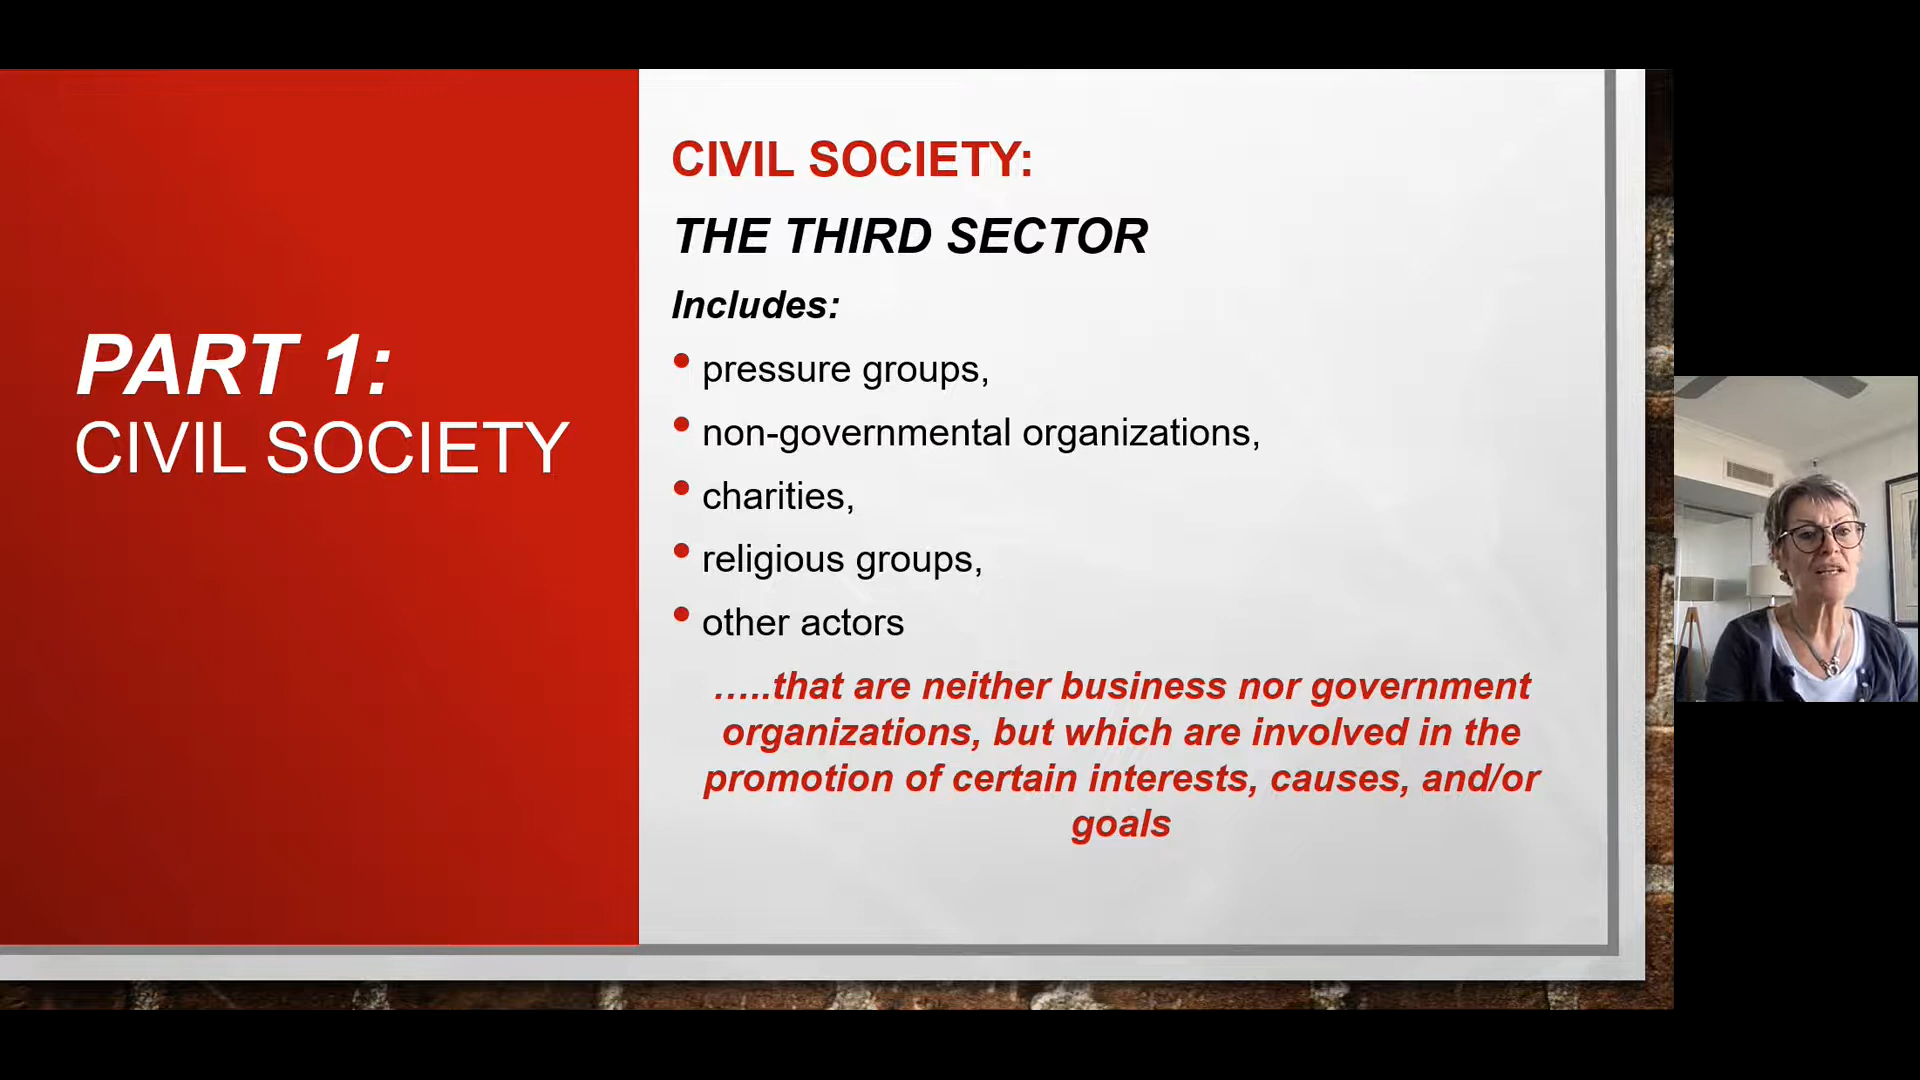 PART 1:
CIVIL SOCIETY
CIVIL SOCIETY:
THE THIRD SECTOR
Includes:
• pressure groups,
• non-governmental organizations,
• charities,
• religious groups,
• other actors
…..that are neither business nor government
organizations, but which are involved in the
promotion of certain interests, causes, and/or
goals